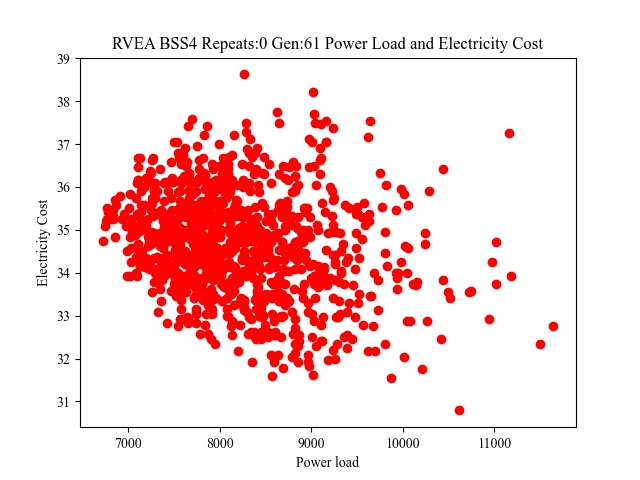 RVEA BSS4 Repeats:0 Gen:61 Power Load and Electricity Cost
39
38
37
36
35
34
33
32
31
Electricity Cost
7000 8000 9000 10000 11000
Power load